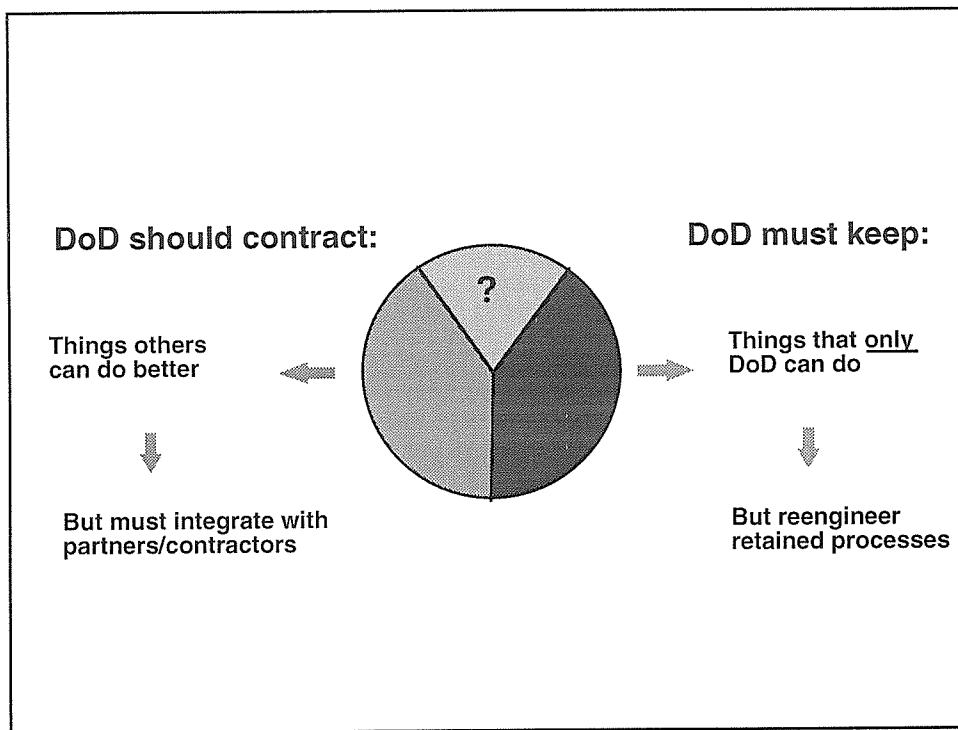 DoD should contract:
Things others
can do better
But must integrate with
partners/contractors
?
DoD must keep:
Things that only
DoD can do
But reengineer
retained processes